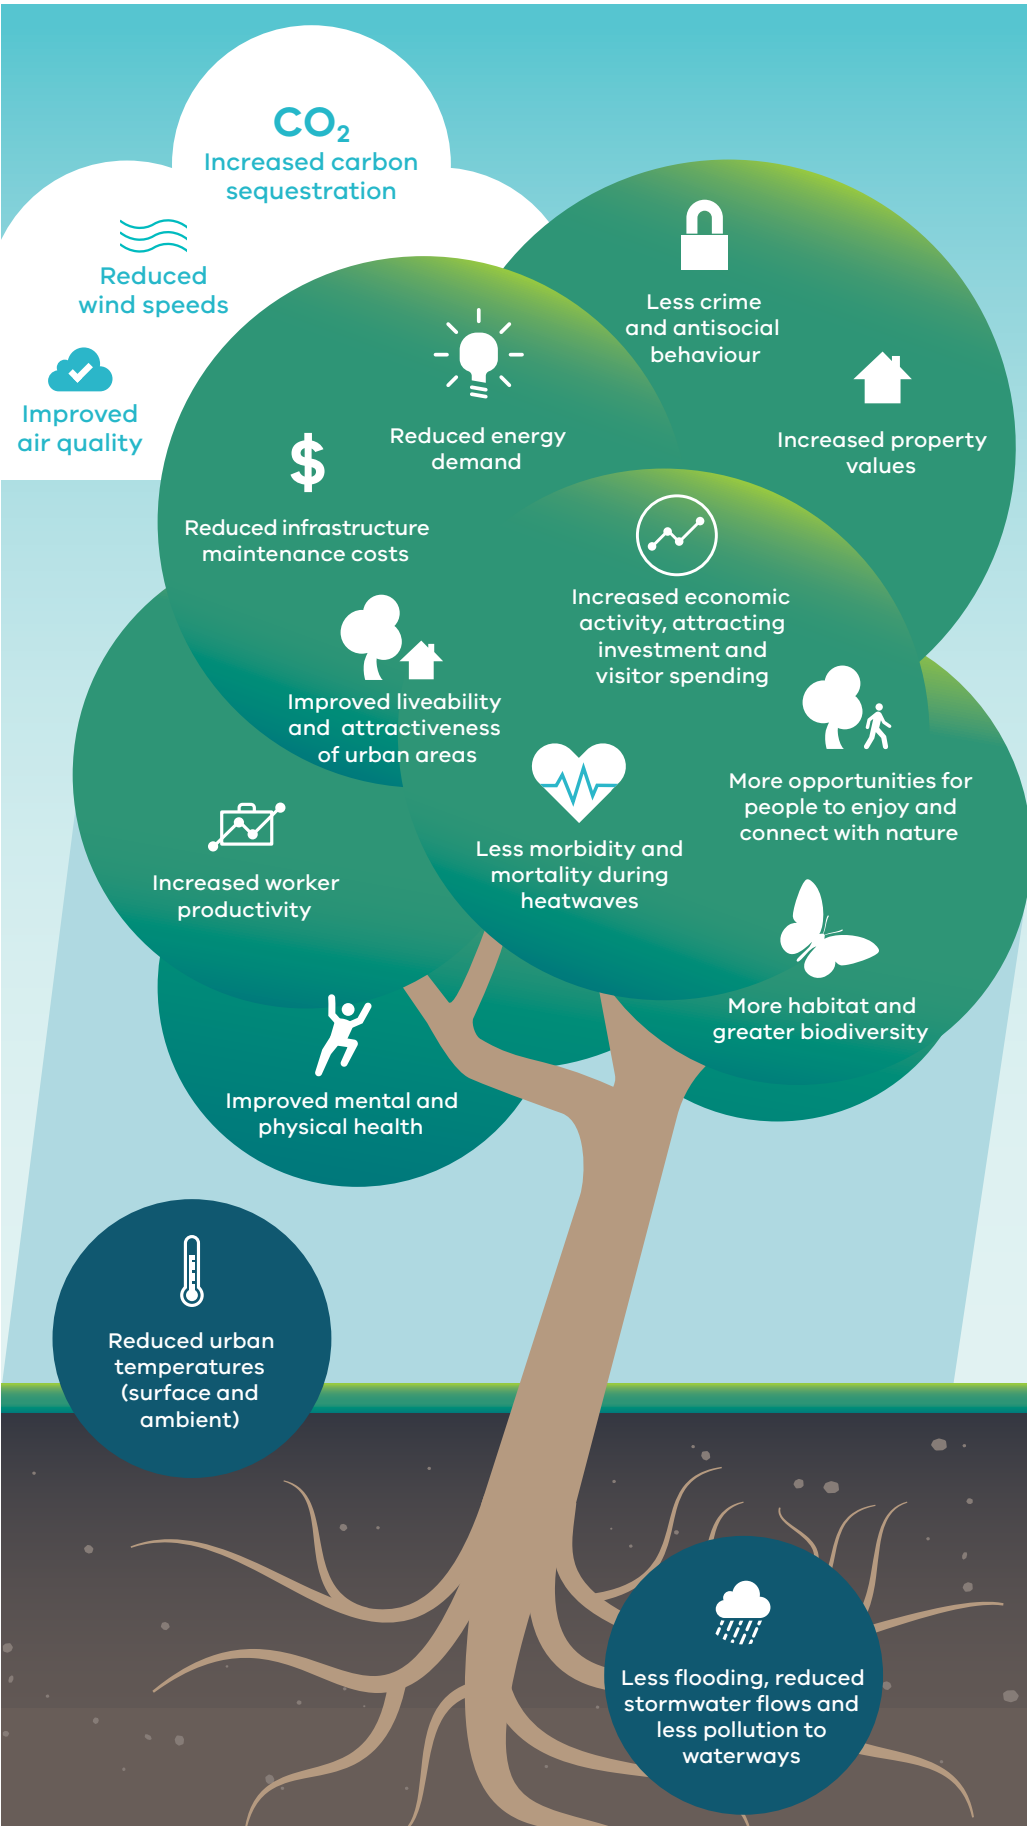 CO2
Increased carbon
sequestration
Reduced
wind speeds
Improved
air quality
Less crime
and antisocial
behaviour
Increased property
values
Reduced energy
demand
$
Reduced infrastructure
maintenance costs
Increased economic
activity, attracting
investment and
visitor spending
Improved liveability
and attractiveness
of urban areas
More opportunities for
people to enjoy and
connect with nature
Less morbidity and
mortality during
heatwaves
Increased worker
productivity
More habitat and
greater biodiversity
Improved mental and
physical health
Reduced urban
temperatures
(surface and
ambient)
Less flooding, reduced
stormwater flows and
less pollution to
waterways